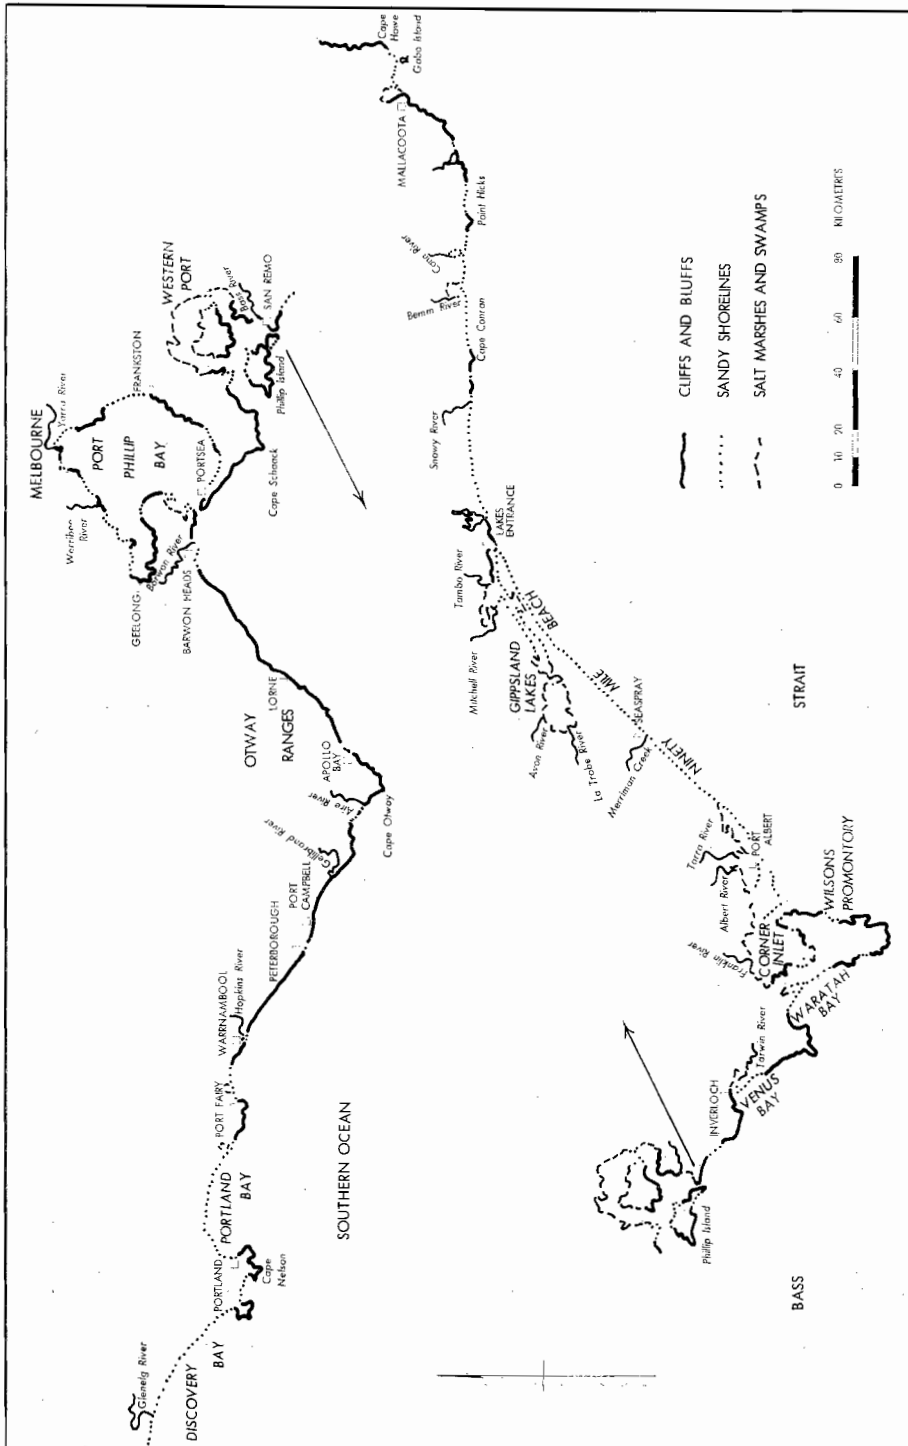 Glenelg River
DISCOVERY
BAY
PORTLAND
Cape
Nelson
PORTLAND
BAY
PORT FAIRY
WARRNAMBOOL
Hopkins River
PETERBOROUGH
PORT
CAMPBELL
Gellibrand River
Aire River
Cape Otway
APOLLO
BAY
OTWAY
RANGES
LORNE
BARWON HEADS
Barwon River
GEELONG
Werribee
River
MELBOURNE
Yarra River
PORT
PHILLIP
BAY
FRANKSTON
PORTSEA
Cape Schanck
WESTERN
PORT
Bass River
SAN REMO
Phillip Island
SOUTHERN OCEAN
Phillip Island
INVERLOCH
Tarwin River
VENUS
BAY
WARATAH
BAY
Franklin River
CORNER
INLET
WILSONS
PROMONTORY
Albert River
Tarra River
PORT
ALBERT
Merriman Creek
SEASPRAY
NINETY
MILE
BEACH
La Trobe River
Avon River
GIPPSLAND
LAKES
Mitchell River
Tambo River
LAKES
ENTRANCE
Snowy River
Cape Conran
Bemm River
Cann River
Point Hicks
MALLACOOTA
Cape
Howe
Gabo Island
BASS
STRAIT
CLIFFS AND BLUFFS
SANDY SHORELINES
SALT MARSHES AND SWAMPS
0 10 20 40 60 80 KILOMETRES